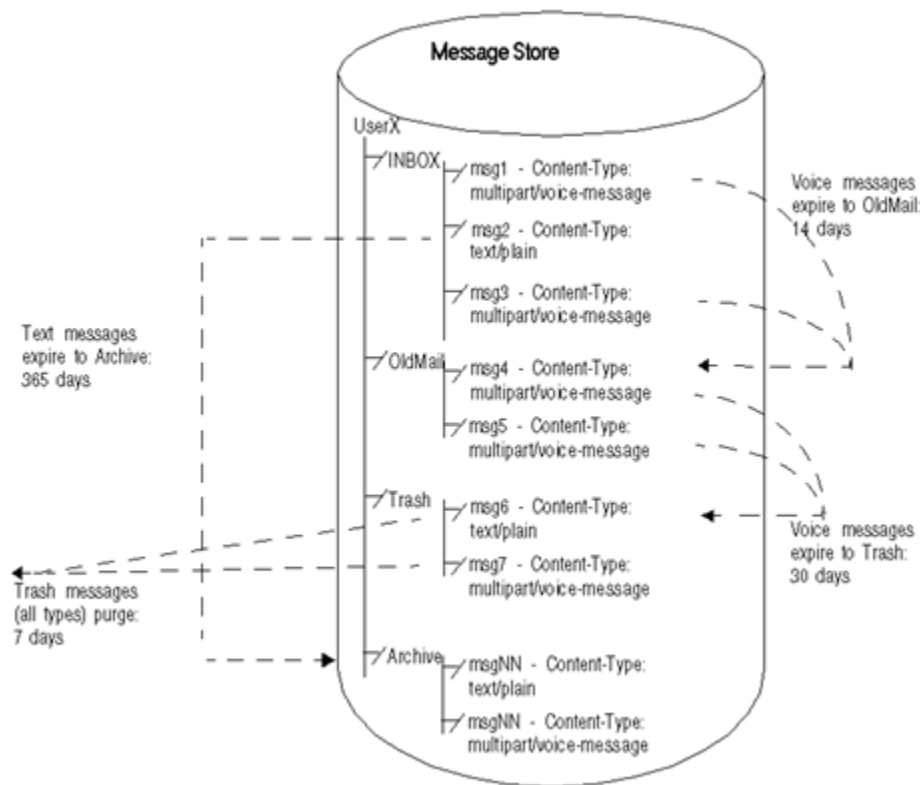 Message Store
UserX
INBOX
msg1 - Content-Type:
multipart/voice-message
msg2 - Content-Type:
text/plain
msg3 - Content-Type:
multipart/voice-message
Voice messages
expire to OldMail:
14 days
Text messages
expire to Archive:
365 days
OldMail
msg4 - Content-Type:
multipart/voice-message
msg5 - Content-Type:
multipart/voice-message
Trash
msg6 - Content-Type:
text/plain
msg7 - Content-Type:
multipart/voice-message
Voice messages
expire to Trash:
30 days
Trash messages
(all types) purge:
7 days
Archive
msgNN - Content-Type:
text/plain
msgNN - Content-Type:
multipart/voice-message